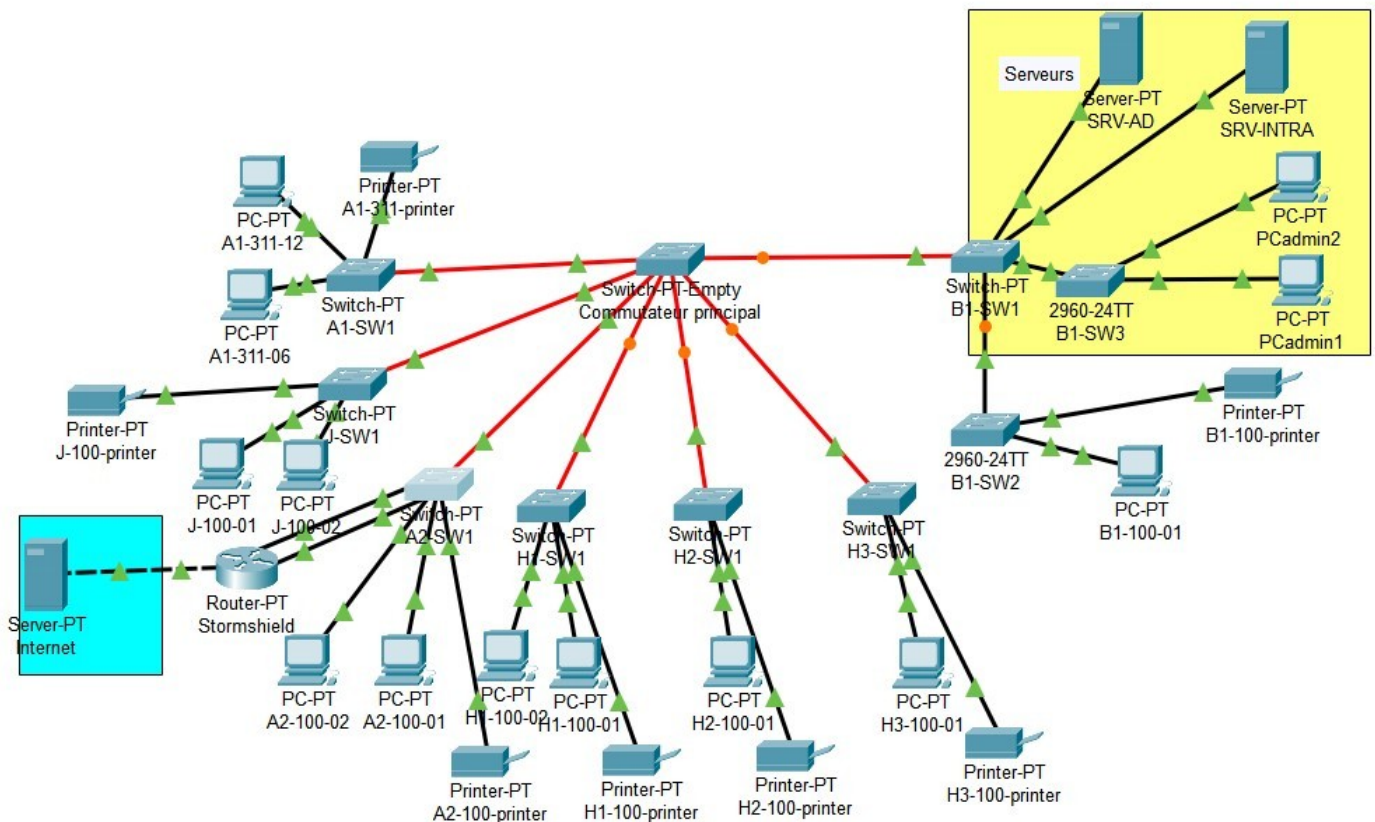 Serveurs
Server-PT
SRV-AD
Server-PT
SRV-INTRA
Printer-PT
A1-311-printer
PC-PT
A1-311-12
PC-PT
A1-311-06
Switch-PT
A1-SW1
Switch-PT-Empty
Commutateur principal
Switch-PT
B1-SW1
2960-24TT
B1-SW3
PC-PT
PCadmin2
PC-PT
PCadmin1
Printer-PT
J-100-printer
Switch-PT
J-SW1
PC-PT
J-100-01
PC-PT
J-100-02
Switch-PT
A2-SW1
Switch-PT
H1-SW1
Switch-PT
H2-SW1
Switch-PT
H3-SW1
2960-24TT
B1-SW2
Printer-PT
B1-100-printer
PC-PT
B1-100-01
Server-PT
Internet
Router-PT
Stormshield
PC-PT
A2-100-02
PC-PT
A2-100-01
PC-PT
H1-100-02
PC-PT
H1-100-01
PC-PT
H2-100-01
PC-PT
H3-100-01
Printer-PT
A2-100-printer
Printer-PT
H1-100-printer
Printer-PT
H2-100-printer
Printer-PT
H3-100-printer